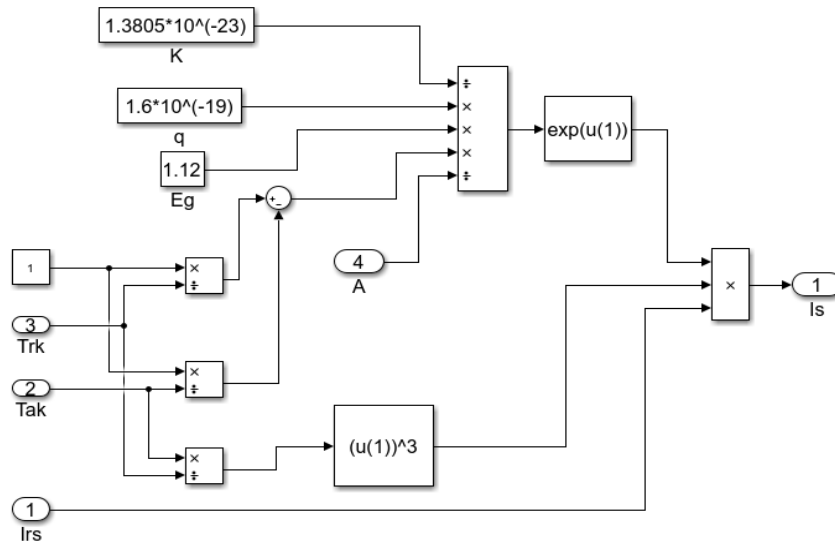 1.3805*10^(-23)
K
1.6*10^(-19)
q
1.12
Eg
÷
×
×
×
÷
exp(u(1))
+
−
4
A
1
×
÷
3
Trk
×
÷
2
Tak
×
÷
(u(1))^3
×
1
Is
1
Irs